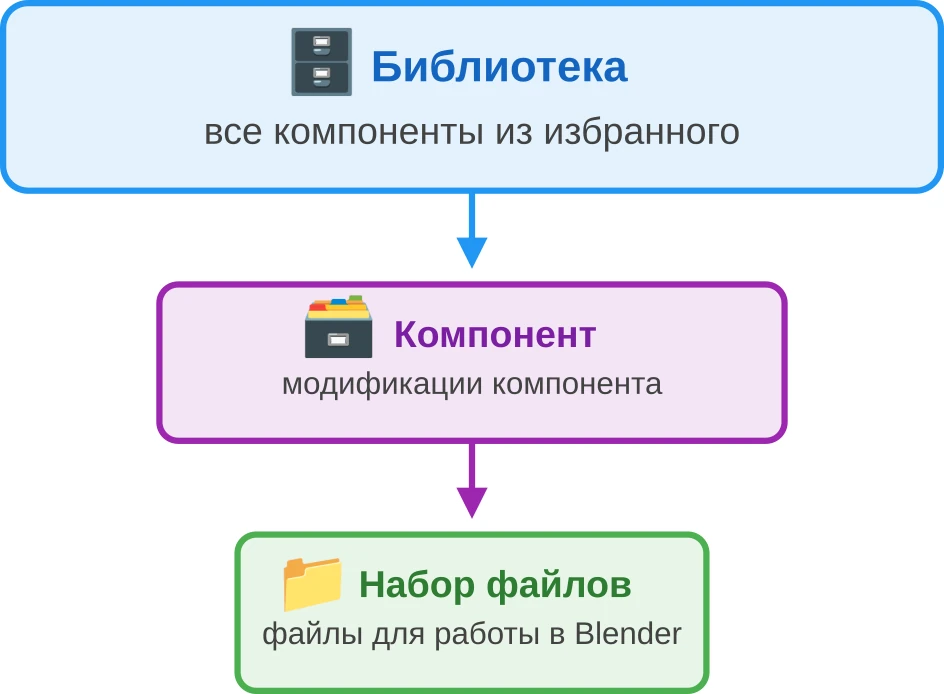 Библиотека
все компоненты из избранного
Компонент
модификации компонента
Набор файлов
файлы для работы в Blender